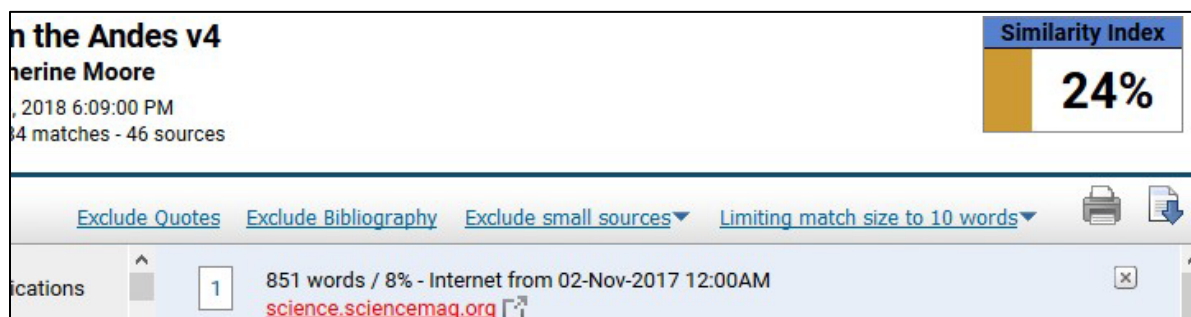 n the Andes v4
Similarity Index
herine Moore
24%
, 2018 6:09:00 PM
34 matches - 46 sources
Exclude Quotes Exclude Bibliography Exclude small sources Limiting match size to 10 words
ications
1
851 words / 8% - Internet from 02-Nov-2017 12:00AM
science.sciencemag.org